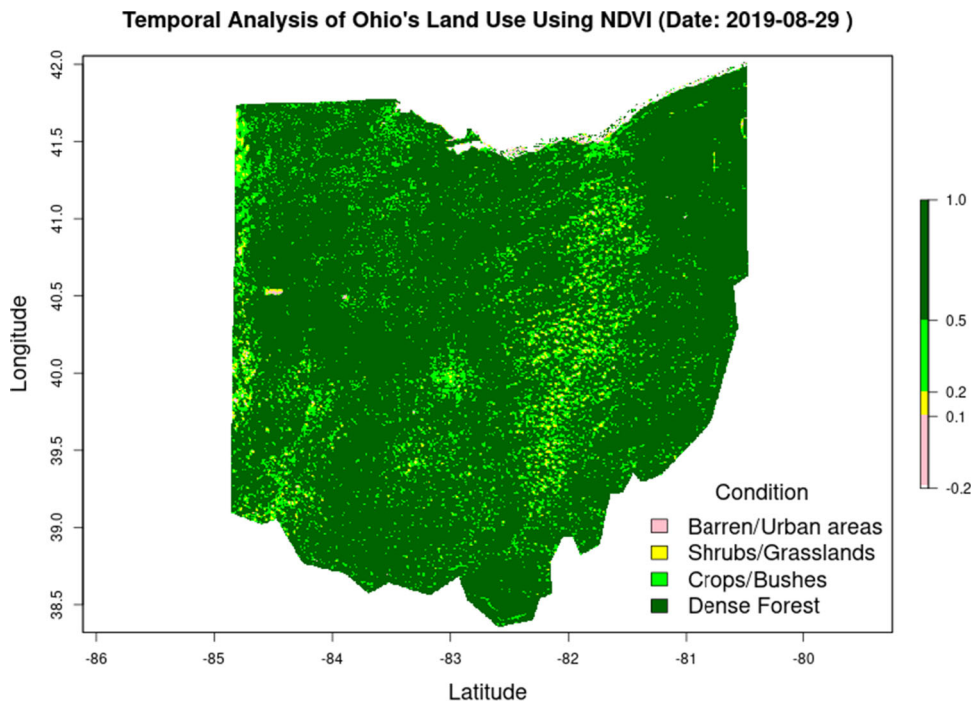 Temporal Analysis of Ohio's Land Use Using NDVI (Date: 2019-08-29 )
42.0
41.5
41.0
40.5
40.0
39.5
39.0
38.5
Longitude
-86
-85
-84
-83
-82
-81
-80
Latitude
1.0
0.5
0.2
0.1
-0.2
Condition
Barren/Urban areas
Shrubs/Grasslands
Crops/Bushes
Dense Forest